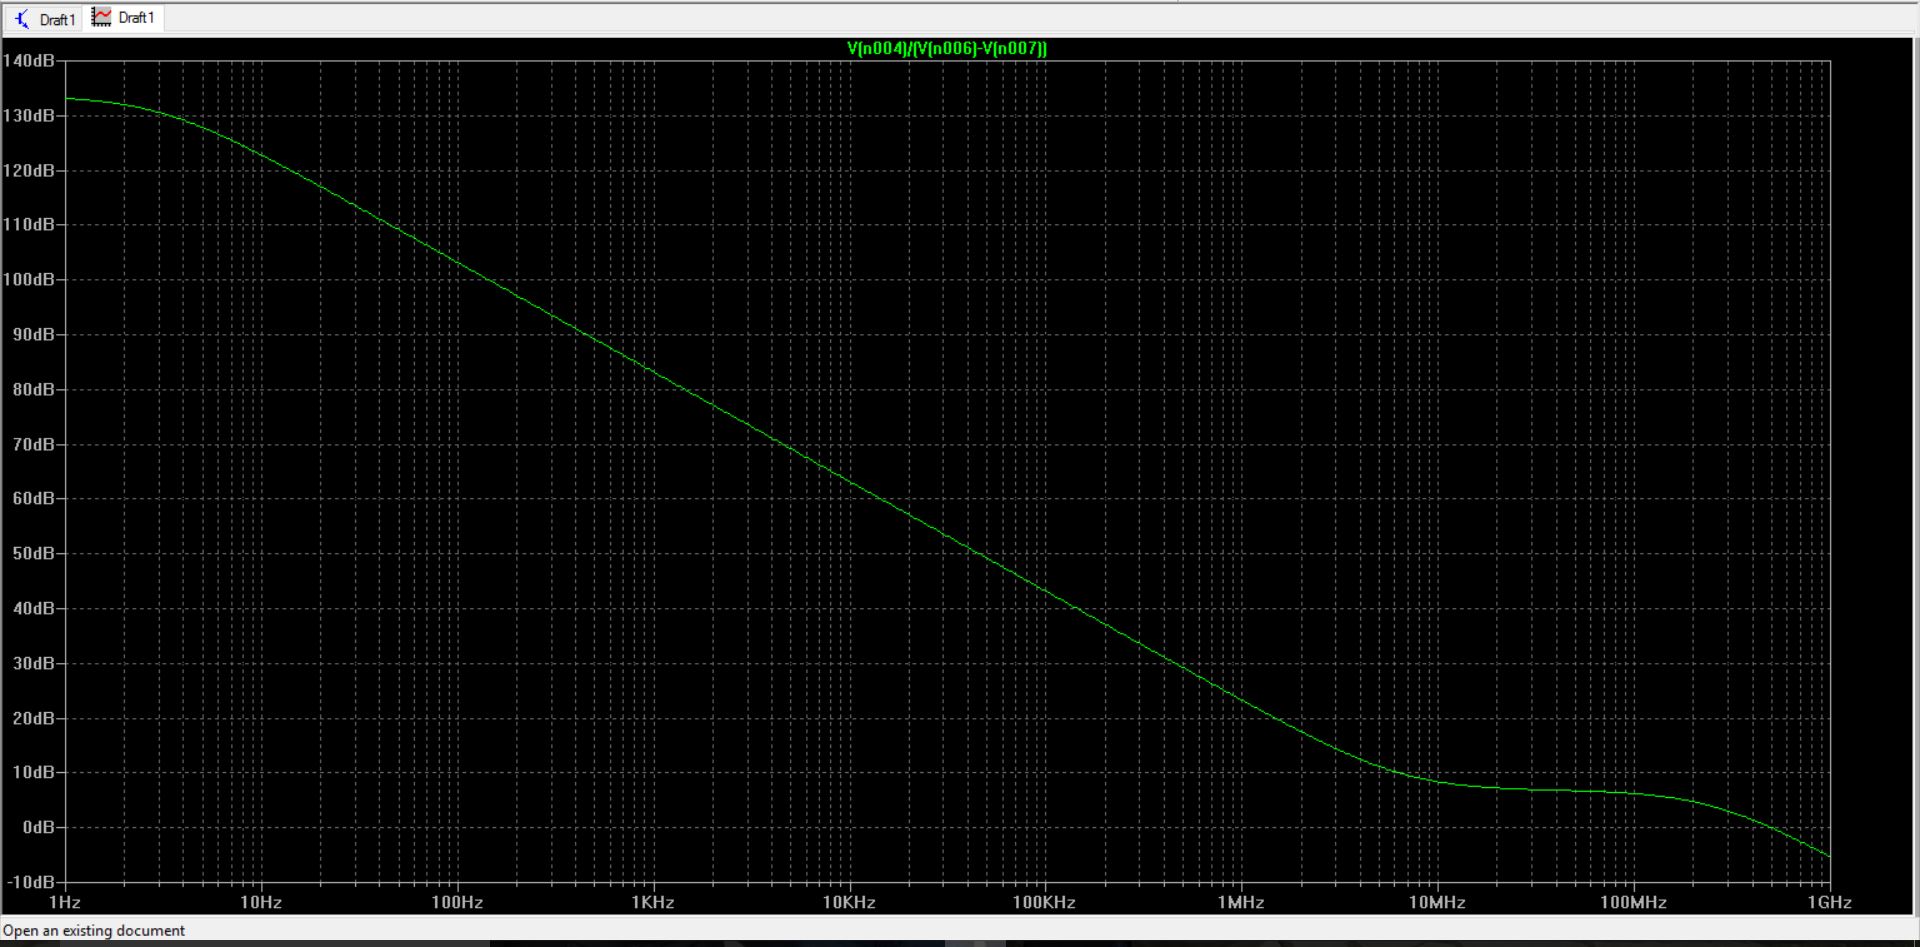 Draft1 Draft1
V(n004)/(V(n006)-V(n007))
140dB
130dB
120dB
110dB
100dB
90dB
80dB
70dB
60dB
50dB
40dB
30dB
20dB
10dB
0dB
-10dB
1Hz 10Hz 100Hz 1KHz 10KHz 100KHz 1MHz 10MHz 100MHz 1GHz
Open an existing document